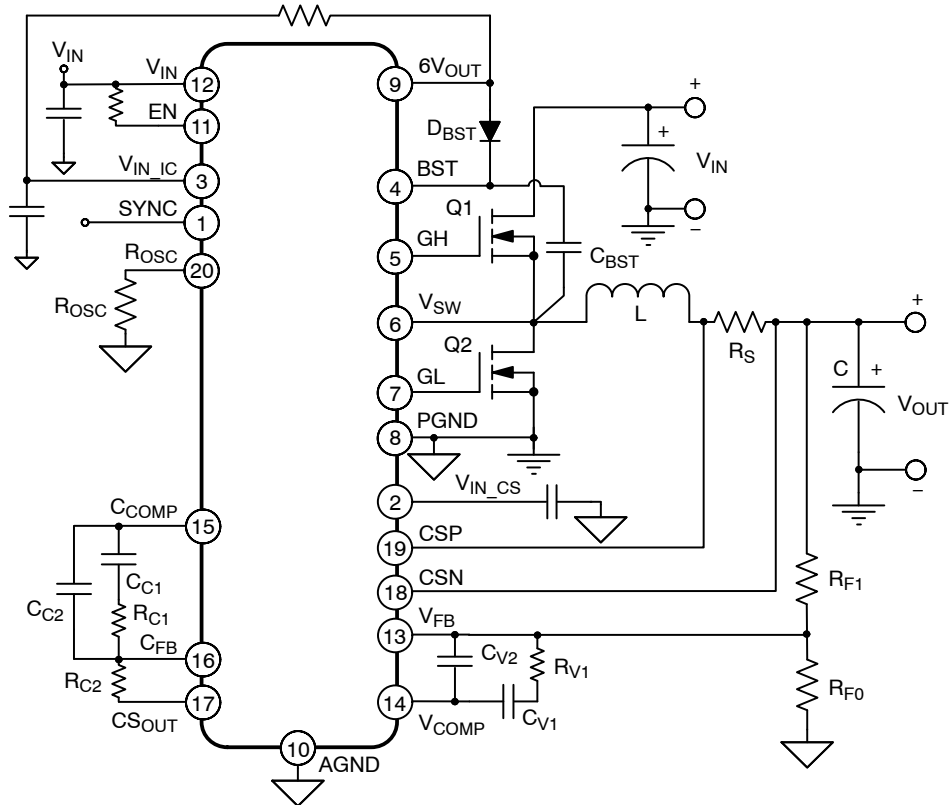 V_IN
V_IN
12
EN
11
V_IN_IC
3
SYNC
1
R_OSC
20
R_OSC
C_COMP
15
C_C1
C_C2
R_C1
C_FB
16
R_C2
17
CS_OUT
10
AGND
6V_OUT
9
D_BST
BST
4
Q1
GH
5
C_BST
V_SW
6
L
Q2
GL
7
PGND
8
V_IN_CS
2
CSP
19
CSN
18
V_FB
13
C_V2
R_V1
14
V_COMP
C_V1
+
+
V_IN
−
R_S
+
C
+
V_OUT
−
R_F1
R_F0